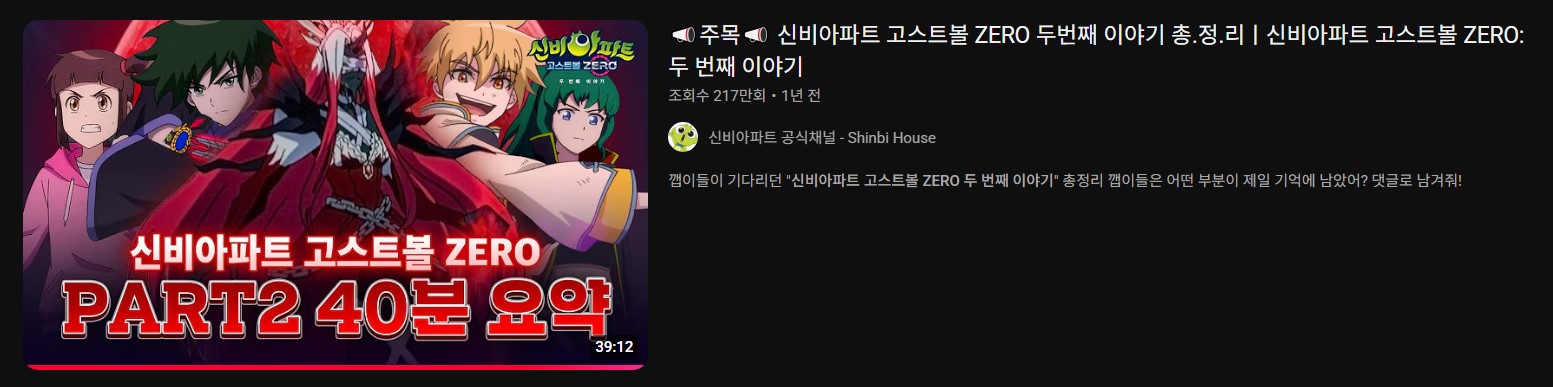 신비아파트
고스트볼 ZERO
두 번째 이야기
신비아파트 고스트볼 ZERO
PART2 40분 요약
39:12
주목 신비아파트 고스트볼 ZERO 두번째 이야기 총.정.리 | 신비아파트 고스트볼 ZERO:
두 번째 이야기
조회수 217만회 • 1년 전
신비아파트 공식채널 - Shinbi House
깹이들이 기다리던 "신비아파트 고스트볼 ZERO 두 번째 이야기" 총정리 깹이들은 어떤 부분이 제일 기억에 남았어? 댓글로 남겨줘!